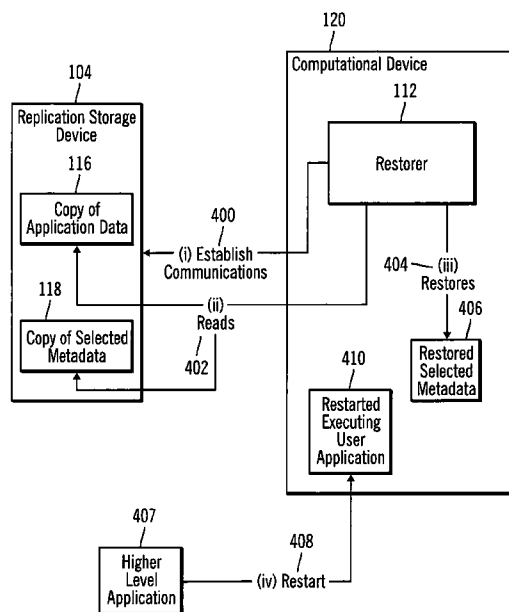 120
Computational Device
104
Replication Storage
Device
112
Restorer
116
Copy of
Application Data
400
(i) Establish
Communications
404
(iii)
Restores
118
Copy of Selected
Metadata
(ii)
Reads
402
406
Restored
Selected
Metadata
410
Restarted
Executing
User
Application
407
Higher
Level
Application
408
(iv) Restart